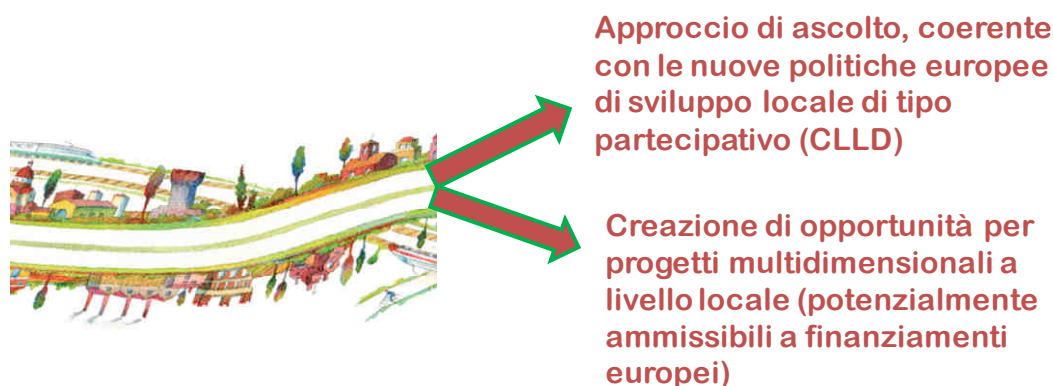 Approccio di ascolto, coerente
con le nuove politiche europee
di sviluppo locale di tipo
partecipativo (CLLD)
Creazione di opportunità per
progetti multidimensionali a
livello locale (potenzialmente
ammissibili a finanziamenti
europei)